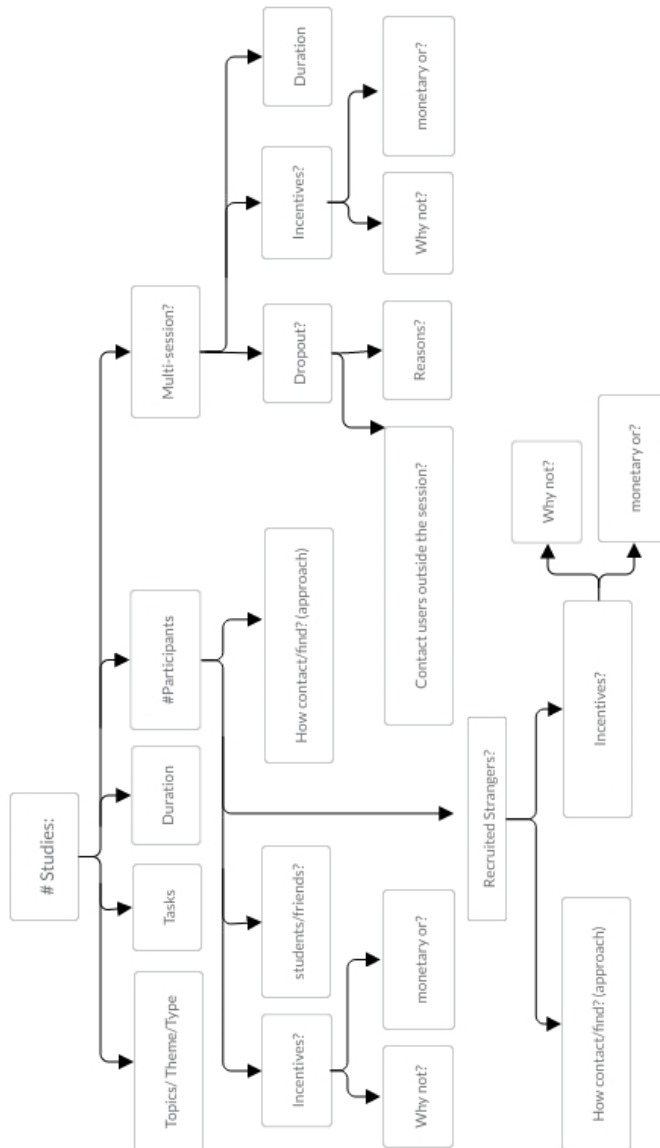 # Studies:
Topics/ Theme/Type
Tasks
Duration
#Participants
Multi-session?
Incentives?
students/friends?
How contact/find? (approach)
Dropout?
Incentives?
Duration
Why not?
monetary or?
Contact users outside the session?
Reasons?
Why not?
monetary or?
Recruited Strangers?
How contact/find? (approach)
Incentives?
Why not?
monetary or?